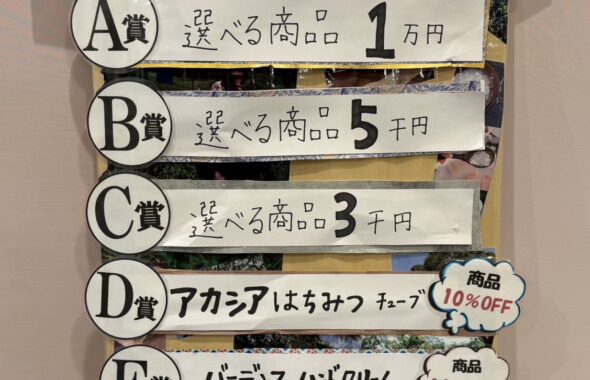 A賞 選べる商品 1万円
B賞 選べる商品 5千円
C賞 選べる商品 3千円
D賞 アカシアはちみつ チューブ
商品
10%OFF
E賞
商品